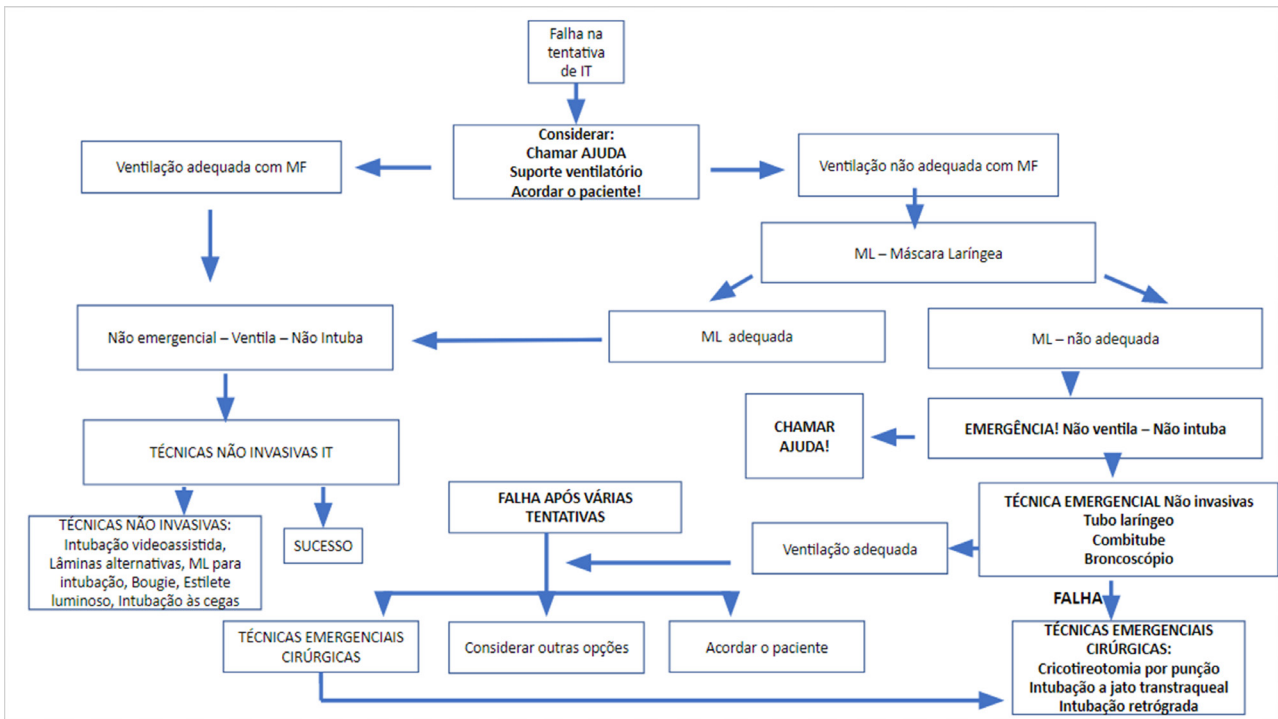 Falha na
tentativa
de IT
Considerar:
Chamar AJUDA
Suporte ventilatório
Acordar o paciente!
Ventilação adequada com MF
Ventilação não adequada com MF
ML – Máscara Laríngea
Não emergencial – Ventila – Não Intuba
ML adequada
ML – não adequada
CHAMAR
AJUDA!
EMERGÊNCIA! Não ventila – Não intuba
TÉCNICAS NÃO INVASIVAS IT
FALHA APÓS VÁRIAS
TENTATIVAS
TÉCNICA EMERGENCIAL Não invasivas
Tubo laríngeo
Combitube
Broncoscópio
TÉCNICAS NÃO INVASIVAS:
Intubação videoassistida,
Lâminas alternativas, ML para
intubação, Bougie, Estilete
luminoso, Intubação às cegas
SUCESSO
Ventilação adequada
FALHA
TÉCNICAS EMERGENCIAIS
CIRÚRGICAS
Considerar outras opções
Acordar o paciente
TÉCNICAS EMERGENCIAIS
CIRÚRGICAS:
Cricotireotomia por punção
Intubação a jato transtraqueal
Intubação retrógrada